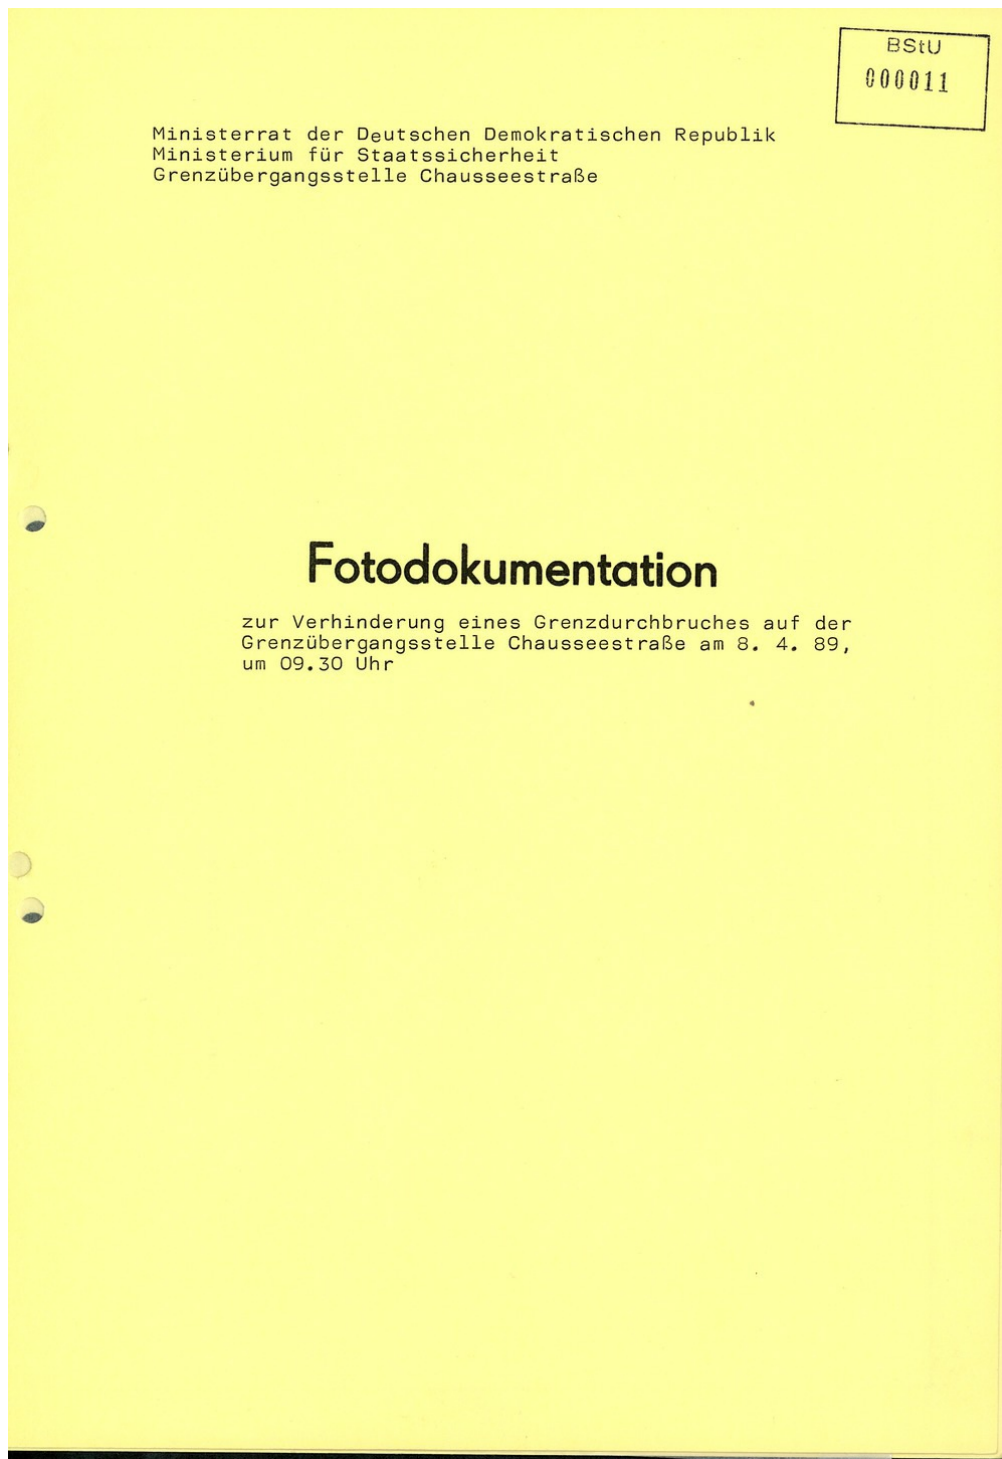 BStU
000011
Ministerrat der Deutschen Demokratischen Republik
Ministerium für Staatssicherheit
Grenzübergangsstelle Chausseestraße
Fotodokumentation
zur Verhinderung eines Grenzdurchbruches auf der
Grenzübergangsstelle Chausseestraße am 8. 4. 89,
um 09.30 Uhr